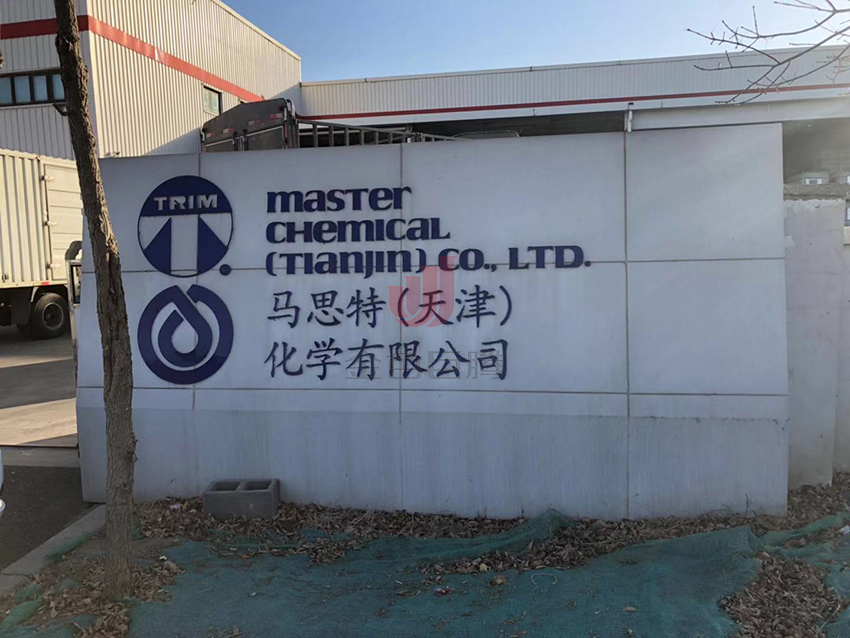 TRIM
master
CHEMICAL
(Tianjin) CO., LTD.
马思特(天津)
化学有限公司